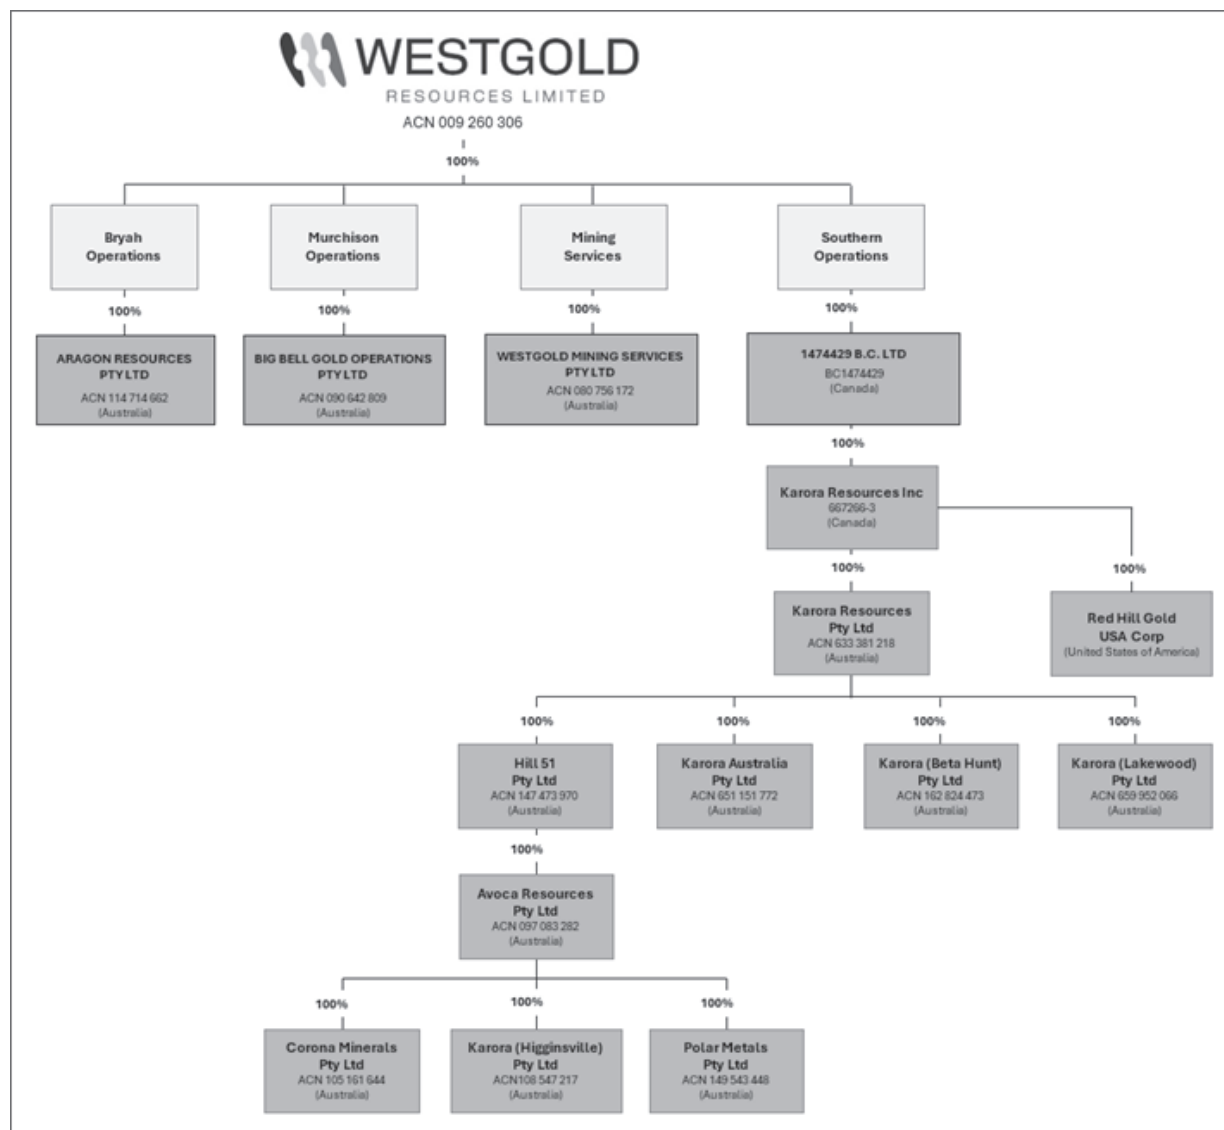 WESTGOLD
RESOURCES LIMITED
ACN 009 260 306
100%
Bryah
Operations
Murchison
Operations
Mining
Services
Southern
Operations
100%
100%
100%
100%
ARAGON RESOURCES
PTY LTD
ACN 114 714 662
(Australia)
BIG BELL GOLD OPERATIONS
PTY LTD
ACN 090 642 809
(Australia)
WESTGOLD MINING SERVICES
PTY LTD
ACN 080 756 172
(Australia)
1474429 B.C. LTD
BC1474429
(Canada)
100%
Karora Resources Inc
667266-3
(Canada)
100%
100%
Karora Resources
Pty Ltd
ACN 633 381 218
(Australia)
Red Hill Gold
USA Corp
(United States of America)
100%
100%
100%
100%
Hill 51
Pty Ltd
ACN 147 473 970
(Australia)
Karora Australia
Pty Ltd
ACN 651 151 772
(Australia)
Karora (Beta Hunt)
Pty Ltd
ACN 162 824 473
(Australia)
Karora (Lakewood)
Pty Ltd
ACN 659 952 066
(Australia)
100%
Avoca Resources
Pty Ltd
ACN 097 083 282
(Australia)
100%
100%
100%
Corona Minerals
Pty Ltd
ACN 105 161 644
(Australia)
Karora (Higginsville)
Pty Ltd
ACN108 547 217
(Australia)
Polar Metals
Pty Ltd
ACN 149 543 448
(Australia)